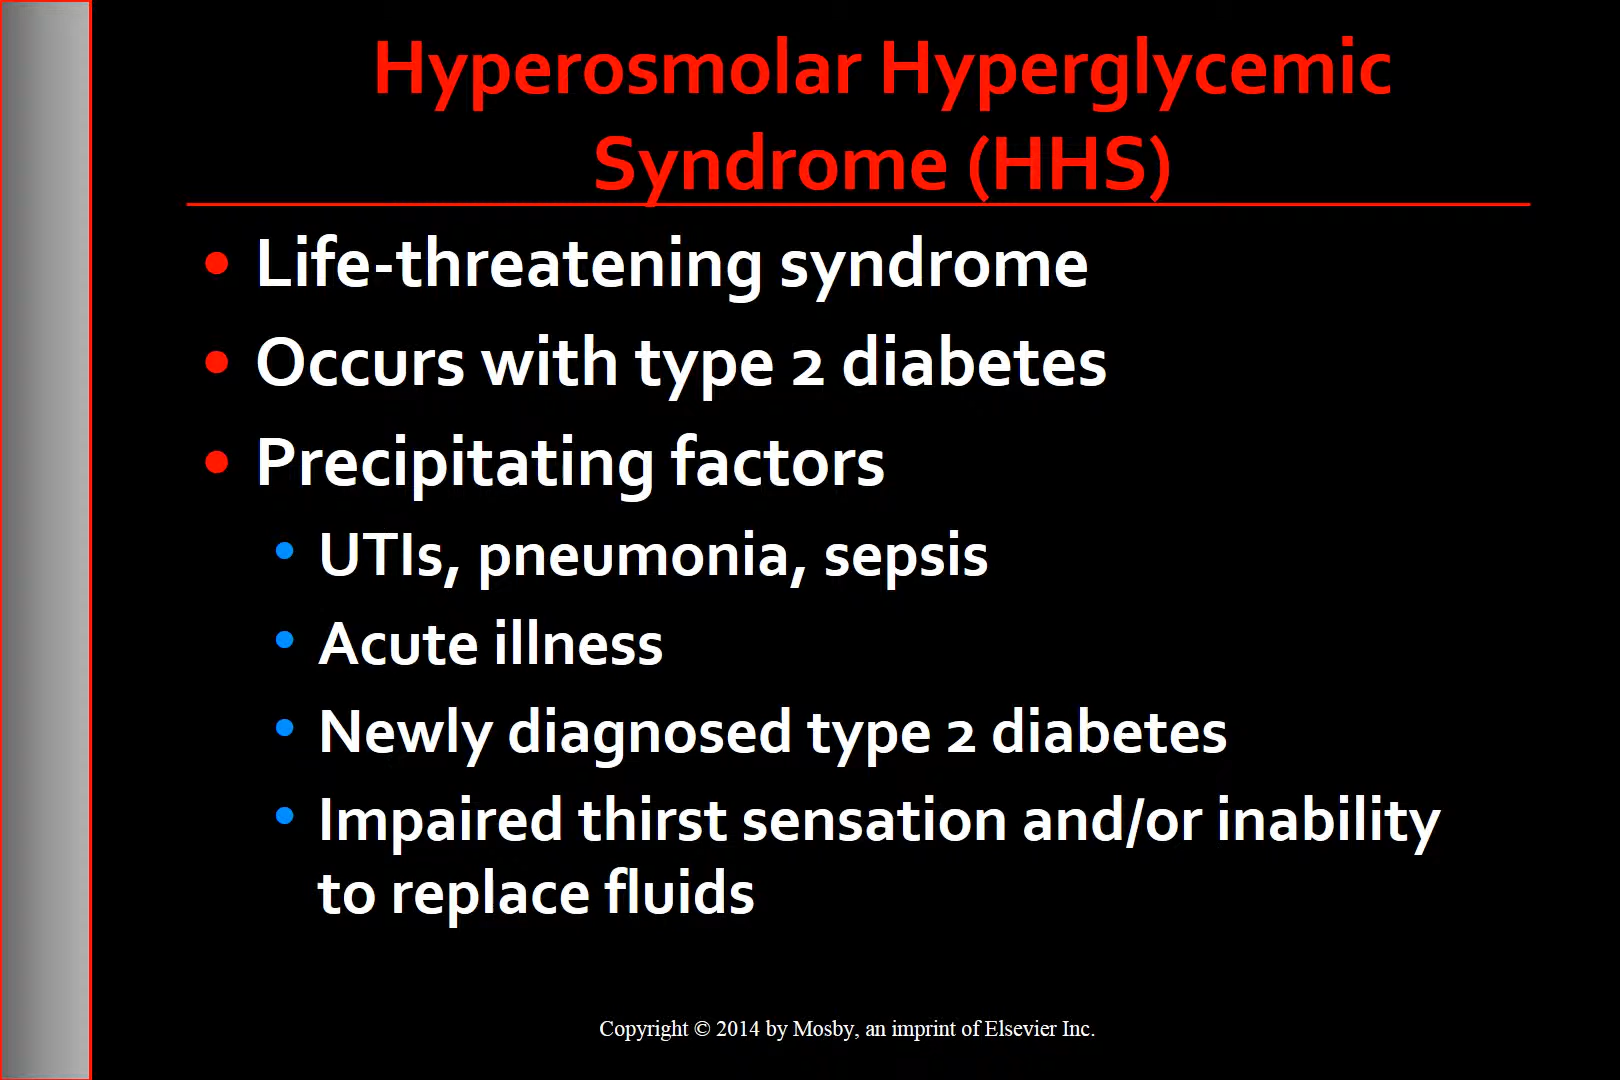 Hyperosmolar Hyperglycemic
Syndrome (HHS)
• Life-threatening syndrome
• Occurs with type 2 diabetes
• Precipitating factors
• UTIs, pneumonia, sepsis
• Acute illness
• Newly diagnosed type 2 diabetes
• Impaired thirst sensation and/or inability
to replace fluids
Copyright © 2014 by Mosby, an imprint of Elsevier Inc.